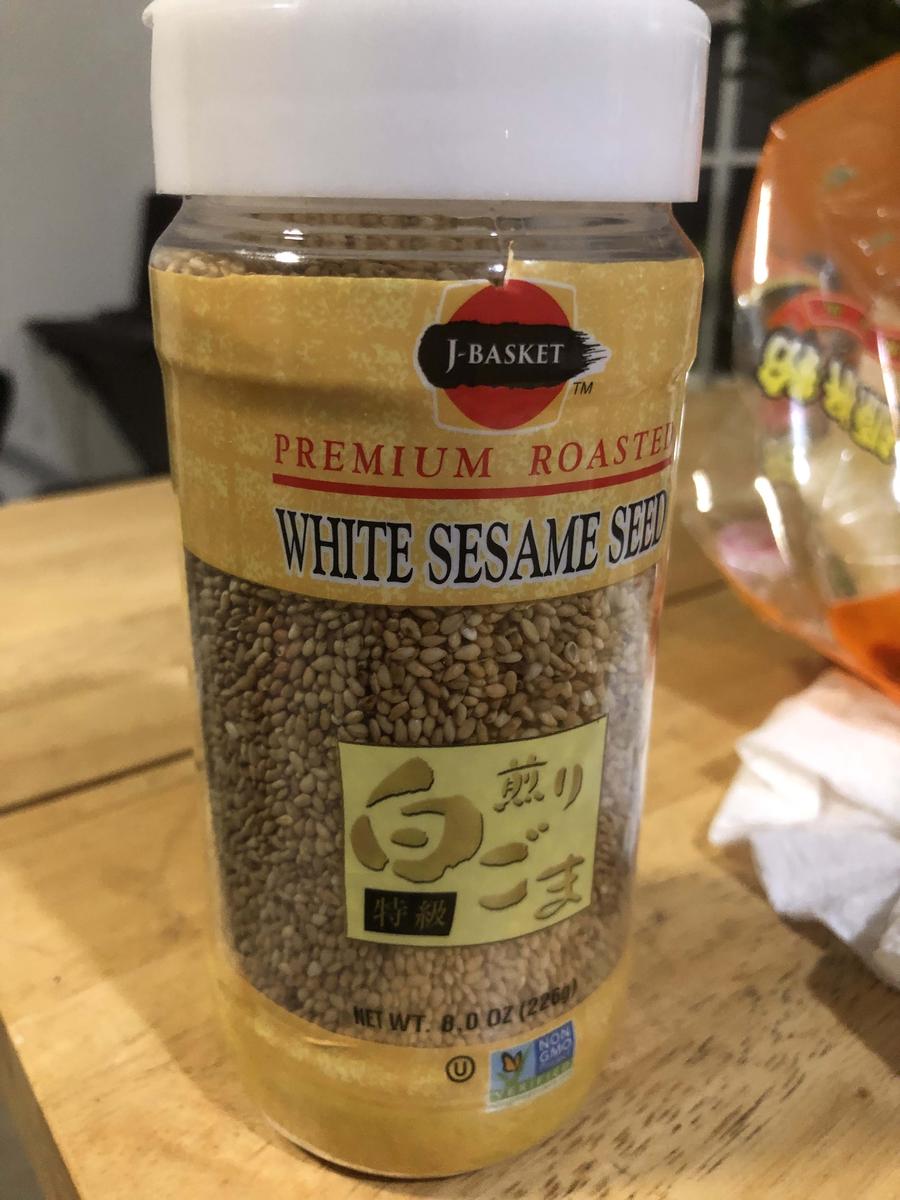 J-BASKET
TM
PREMIUM ROASTED
WHITE SESAME SEED
白
煎り
ごま
特級
NET WT. 8.0 OZ (226g)
U
NON
GMO
VERIFIED